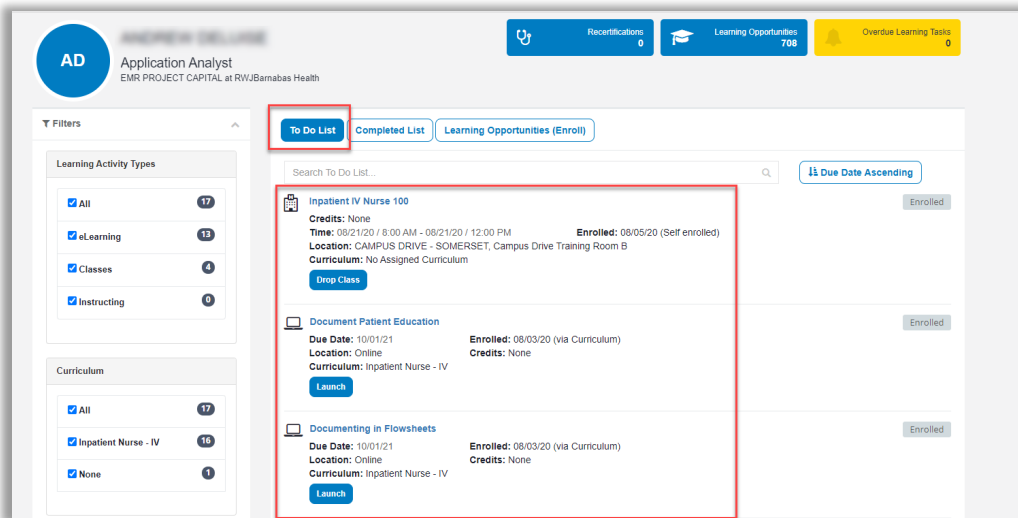 AD
Application Analyst
EMR PROJECT CAPITAL at RWJBarnabas Health
Recertifications
0
Learning Opportunities
708
Overdue Learning Tasks
0
Filters
Learning Activity Types
All 17
eLearning 13
Classes 4
Instructing 0
Curriculum
All 17
Inpatient Nurse - IV 16
None 1
To Do List Completed List Learning Opportunities (Enroll)
Search To Do List... Due Date Ascending
Inpatient IV Nurse 100 Enrolled
Credits: None
Time: 08/21/20 / 8:00 AM - 08/21/20 / 12:00 PM Enrolled: 08/05/20 (Self enrolled)
Location: CAMPUS DRIVE - SOMERSET, Campus Drive Training Room B
Curriculum: No Assigned Curriculum
Drop Class
Document Patient Education Enrolled
Due Date: 10/01/21 Enrolled: 08/03/20 (via Curriculum)
Location: Online Credits: None
Curriculum: Inpatient Nurse - IV
Launch
Documenting in Flowsheets Enrolled
Due Date: 10/01/21 Enrolled: 08/03/20 (via Curriculum)
Location: Online Credits: None
Curriculum: Inpatient Nurse - IV
Launch